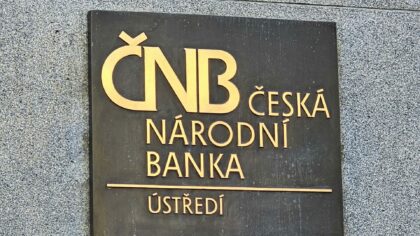 ČNB ČESKÁ
NÁRODNÍ
BANKA
ÚSTŘEDÍ